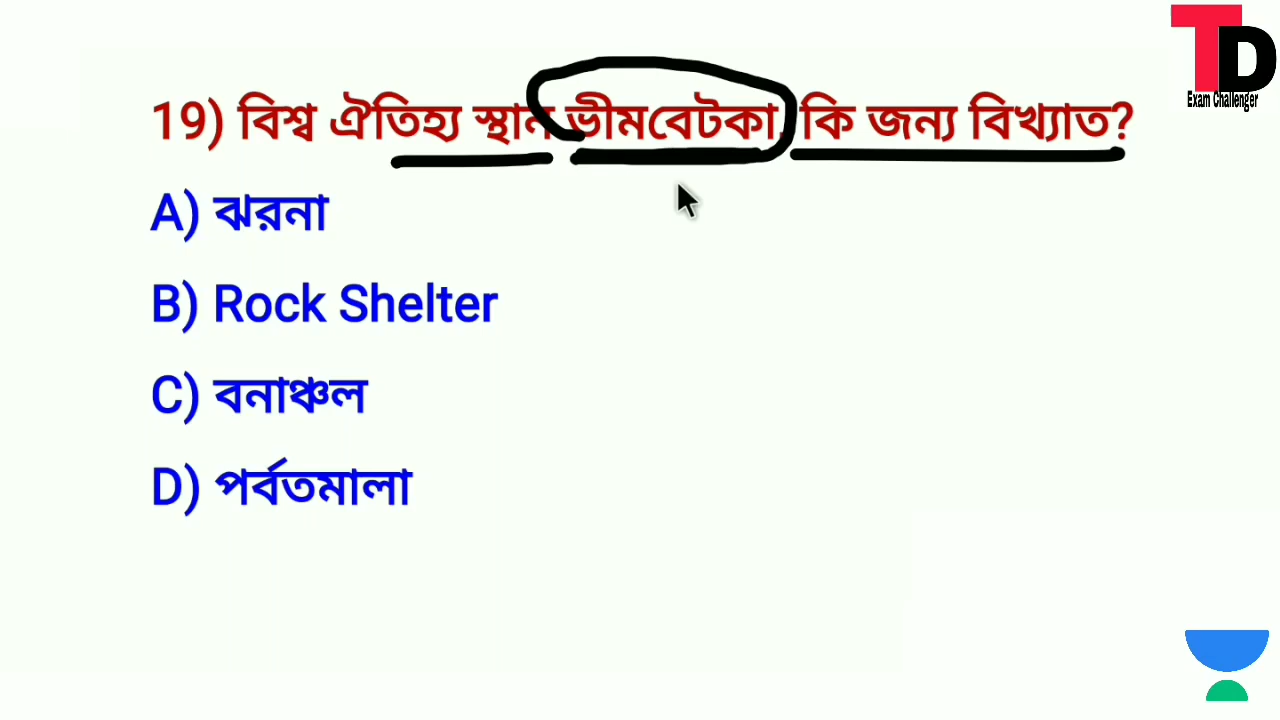 TD
Exam Challenger
19) বিশ্ব ঐতিহ্য স্থান ভীমবেটকা কি জন্য বিখ্যাত?
A) ঝরনা
B) Rock Shelter
C) বনাঞ্চল
D) পর্বতমালা